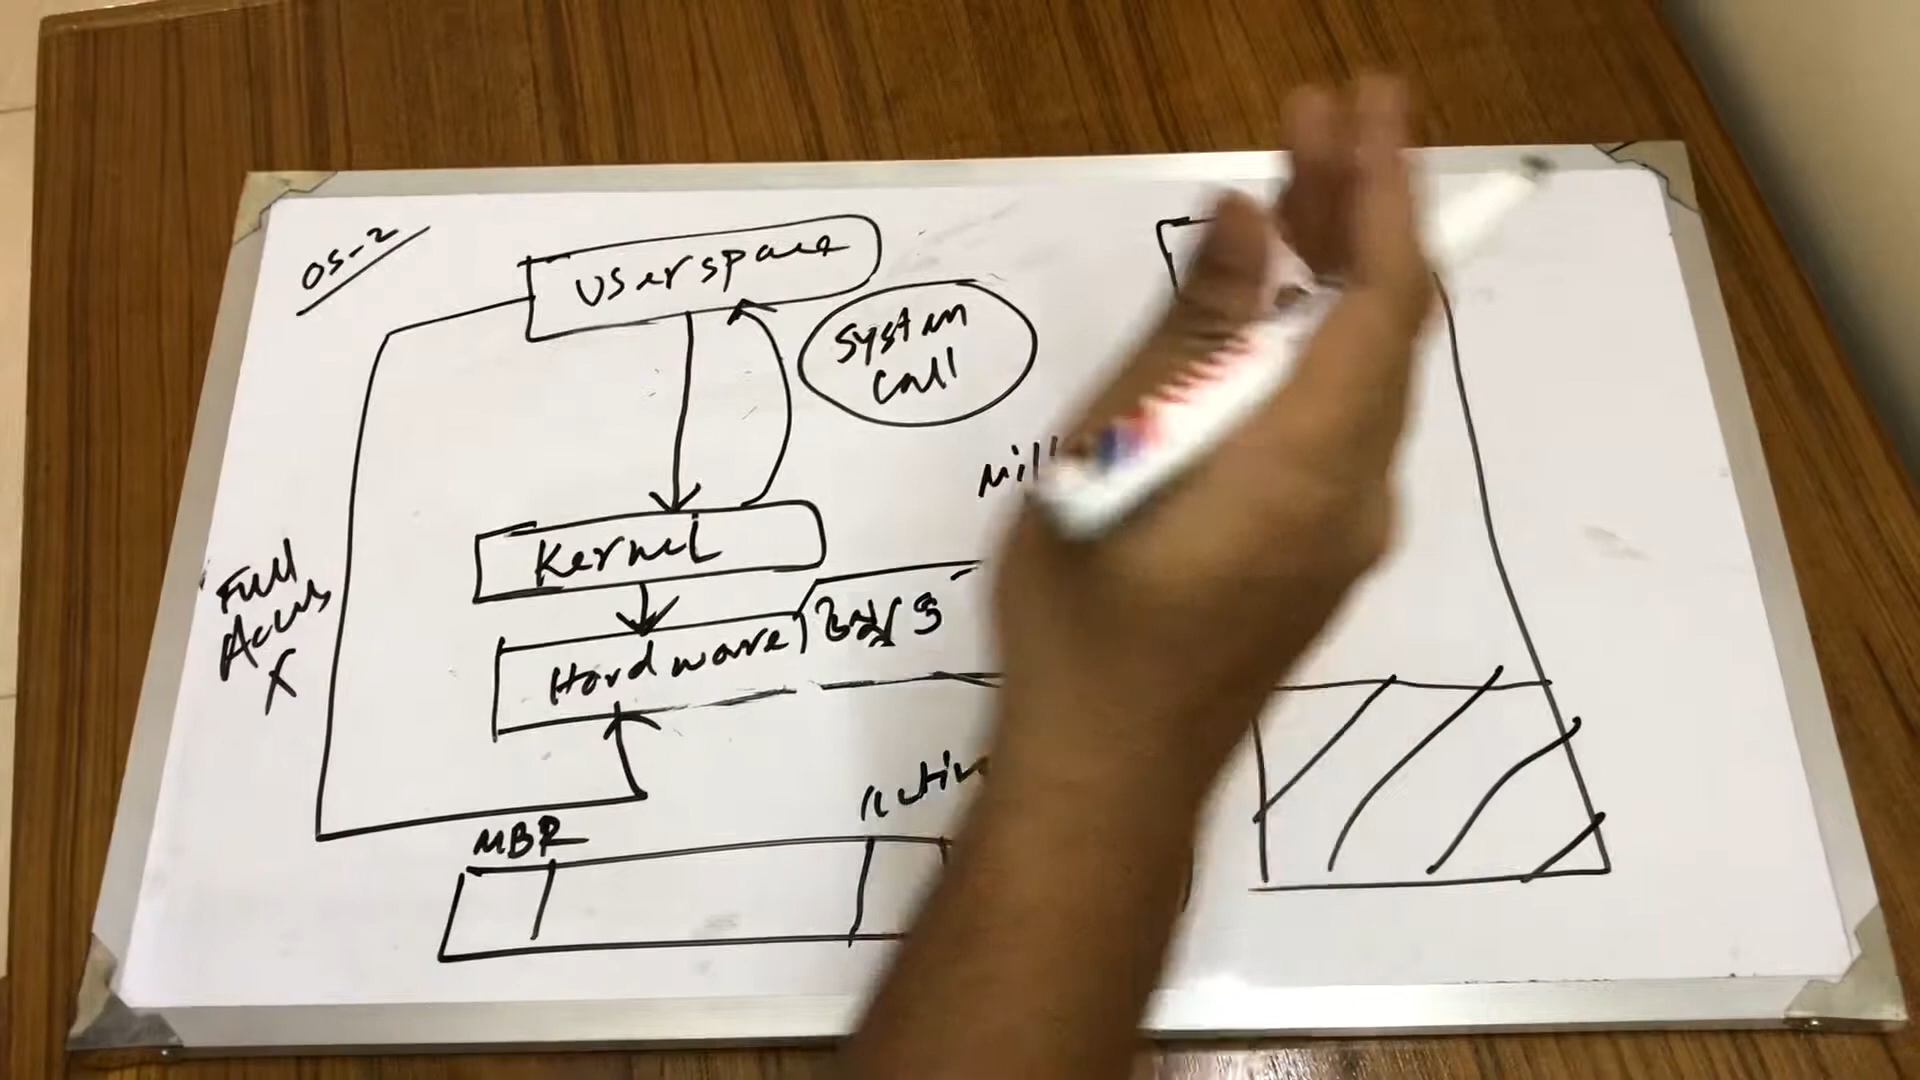 OS-2
Userspace
System
Call
Kernel
Full
Access
X
Hardware
MBR